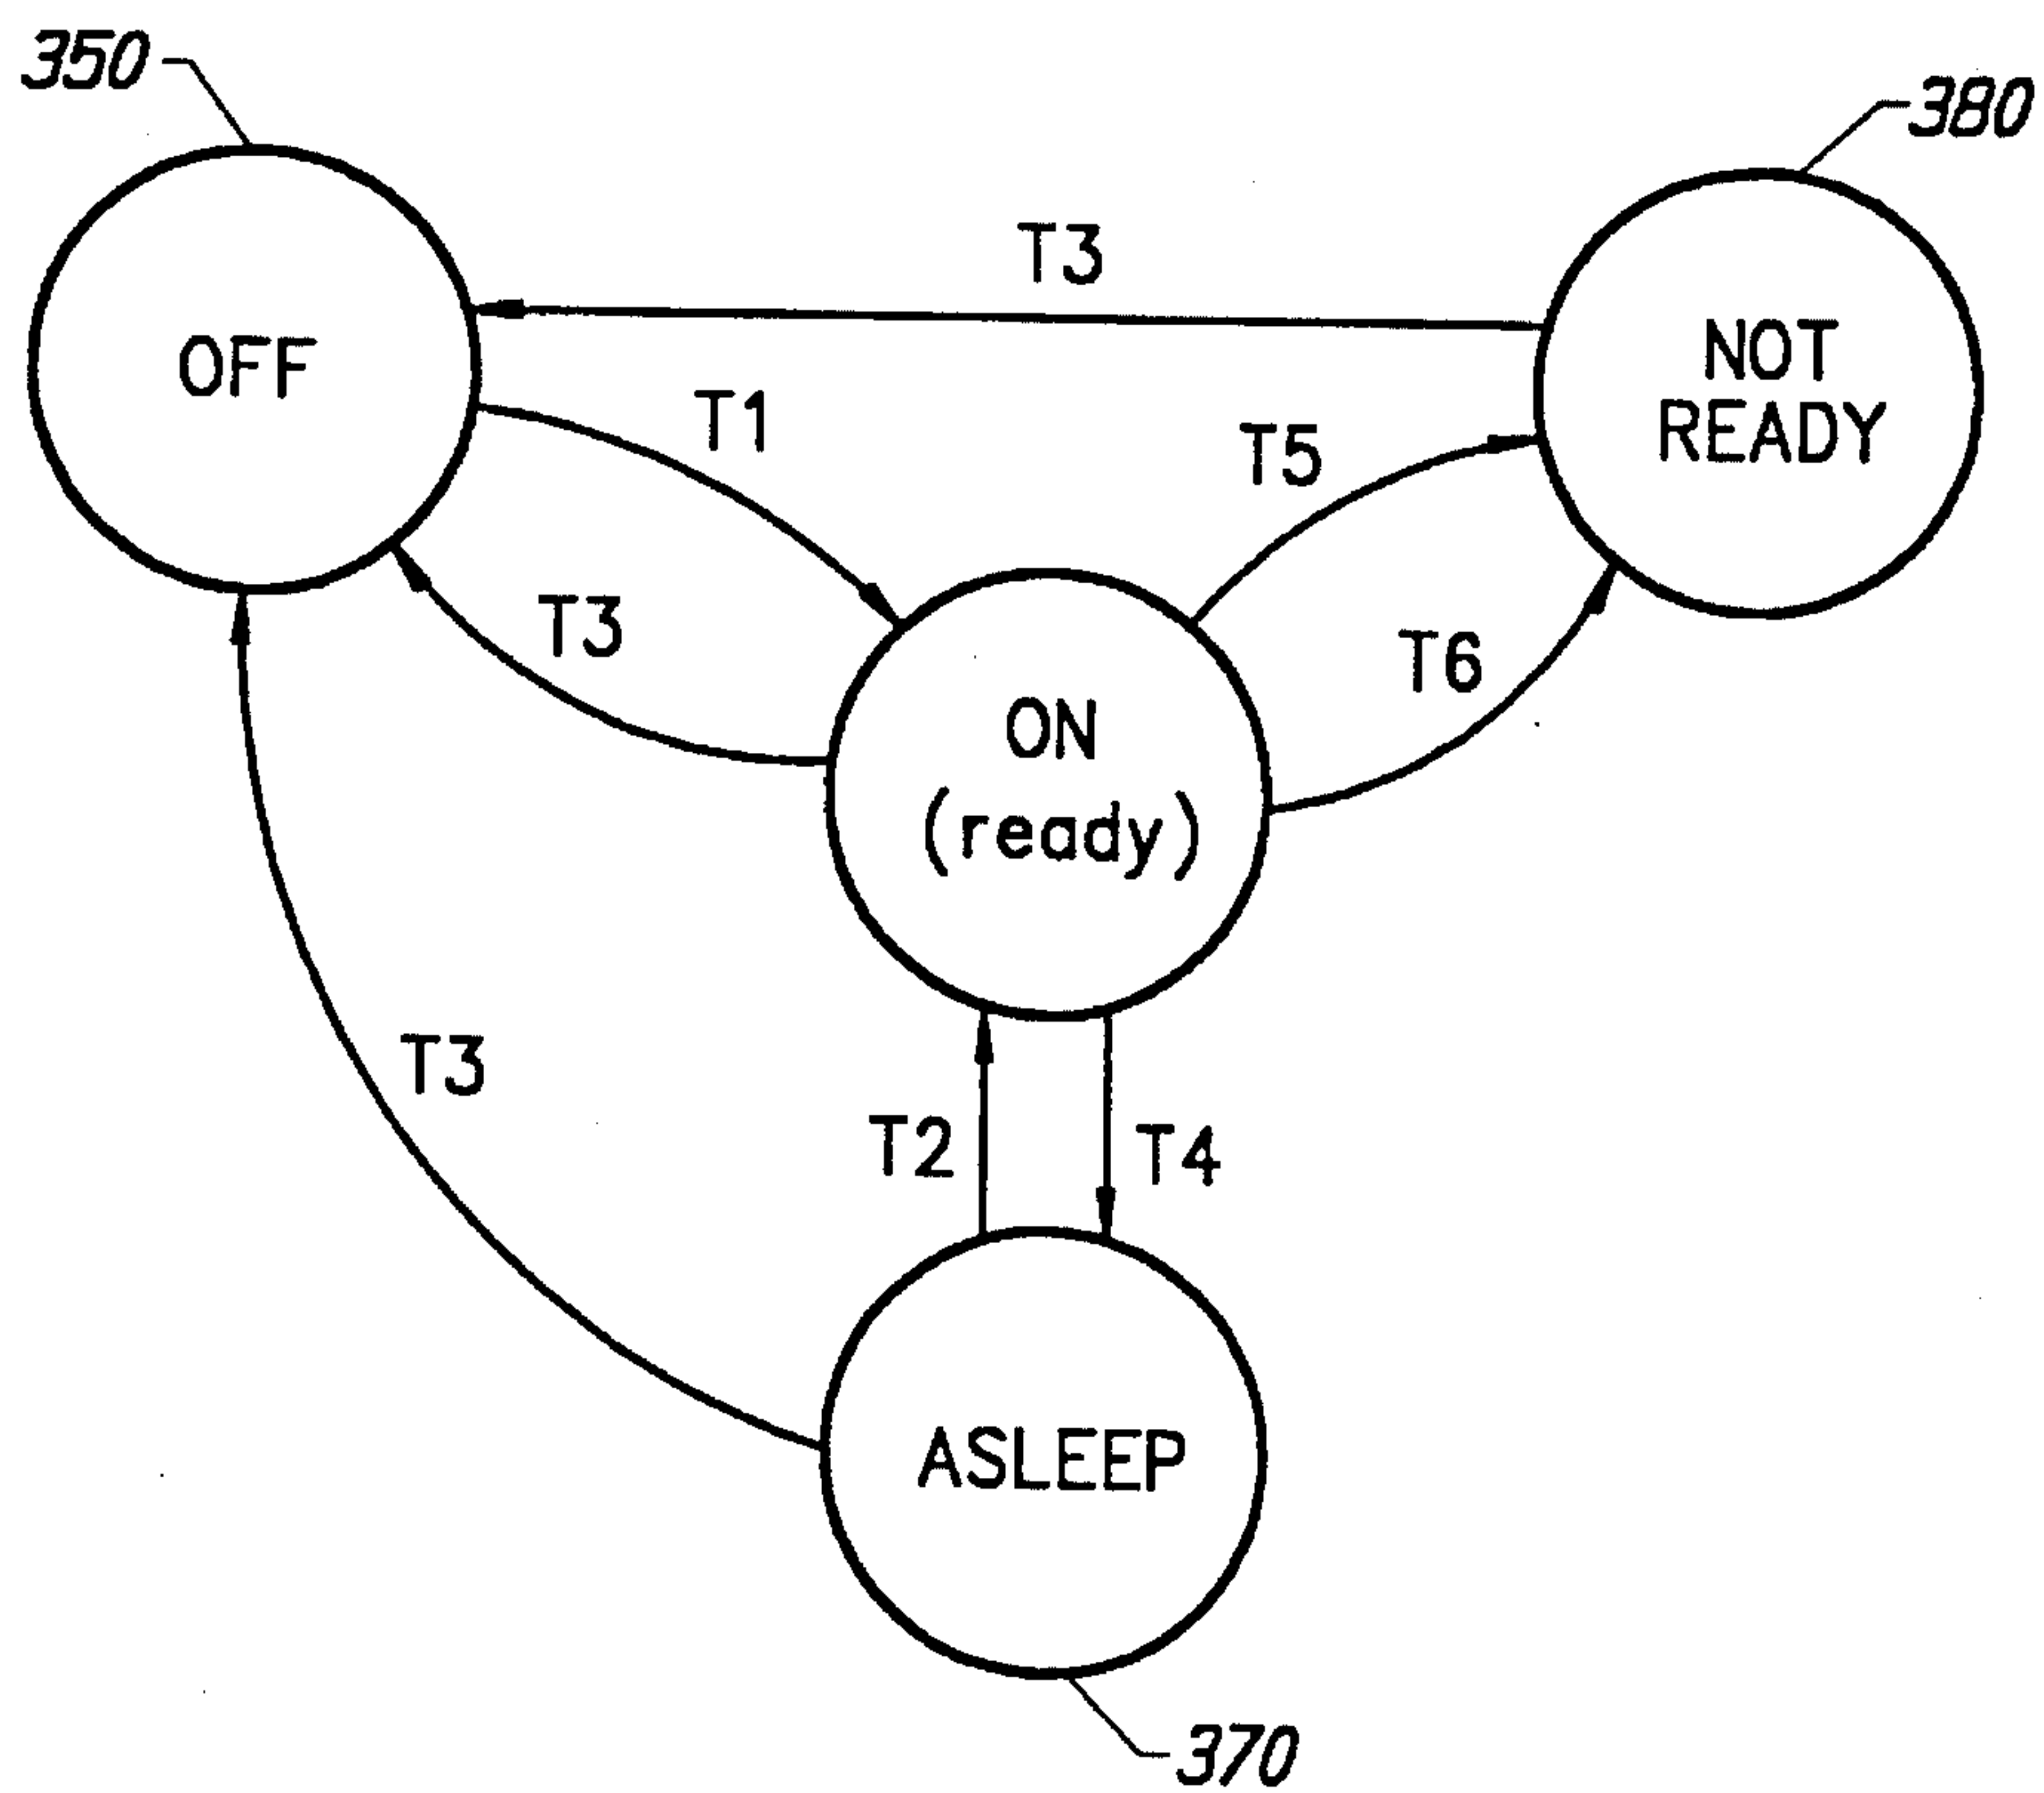 350
380
T3
OFF
NOT
READY
T1
T5
T3
T6
ON
(ready)
T3
T2
T4
ASLEEP
370